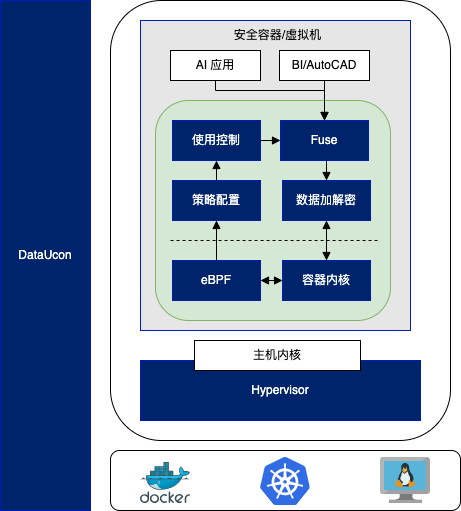 DataUcon
安全容器/虚拟机
AI 应用
BI/AutoCAD
使用控制
Fuse
策略配置
数据加解密
eBPF
容器内核
主机内核
Hypervisor
docker